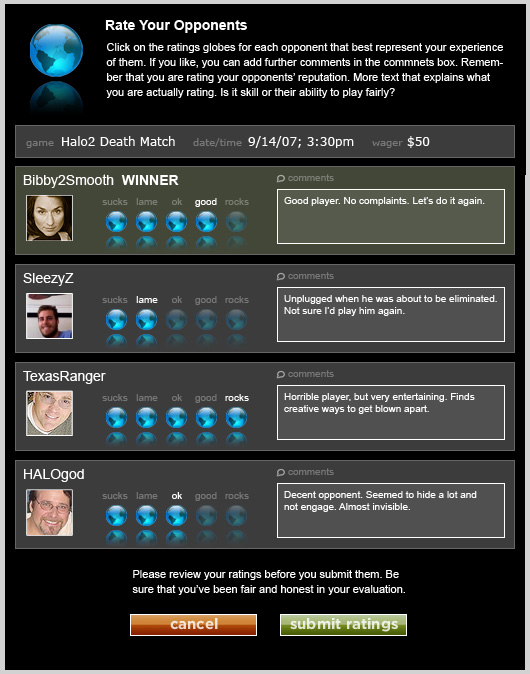 Rate Your Opponents
Click on the ratings globes for each opponent that best represent your experience
of them. If you like, you can add further comments in the commnets box. Remem-
ber that you are rating your opponents' reputation. More text that explains what
you are actually rating. Is it skill or their ability to play fairly?
game Halo2 Death Match date/time 9/14/07; 3:30pm wager $50
Bibby2Smooth WINNER
sucks lame ok good rocks
comments
Good player. No complaints. Let's do it again.
SleezyZ
sucks lame ok good rocks
comments
Unplugged when he was about to be eliminated.
Not sure I'd play him again.
TexasRanger
sucks lame ok good rocks
comments
Horrible player, but very entertaining. Finds
creative ways to get blown apart.
HALOgod
sucks lame ok good rocks
comments
Decent opponent. Seemed to hide a lot and
not engage. Almost invisible.
Please review your ratings before you submit them. Be
sure that you've been fair and honest in your evaluation.
cancel submit ratings